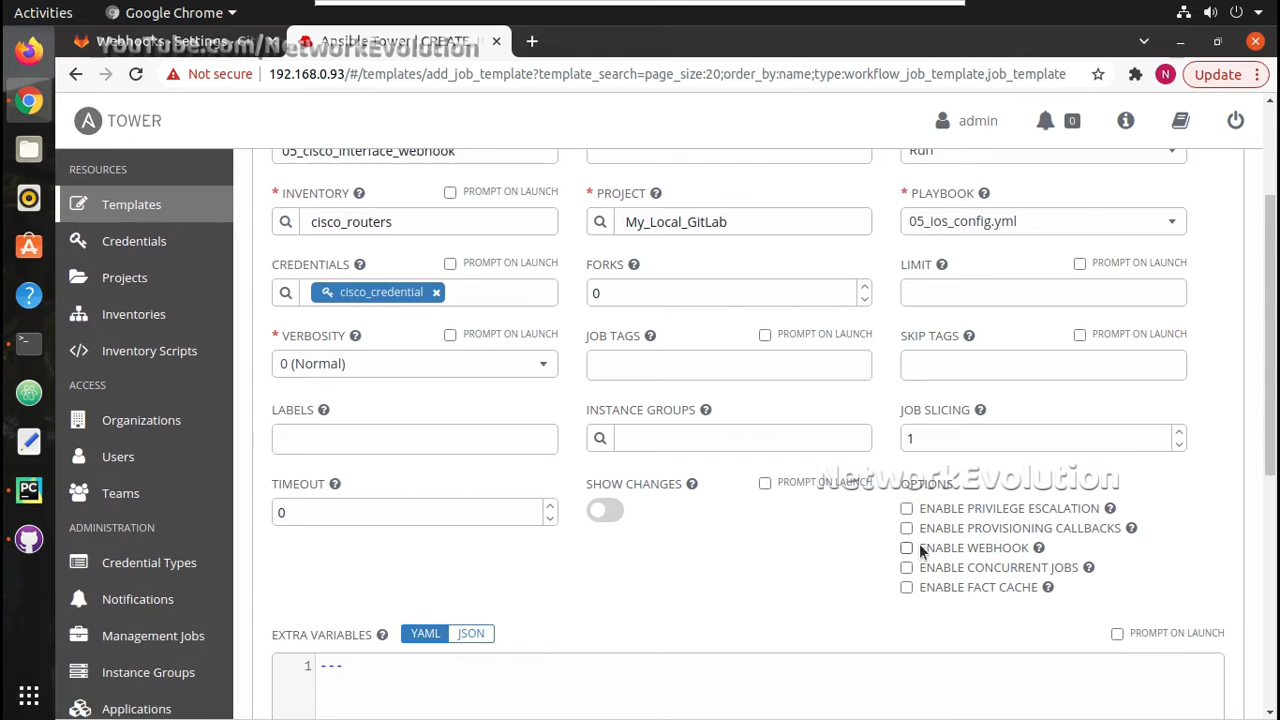 Activities
Google Chrome
Webhooks · Settings · Gi
Ansible Tower | CREATE J
YouTube.com/NetworkEvolution
Not secure
192.168.0.93/#/templates/add_job_template?template_search=page_size:20;order_by:name;type:workflow_job_template,job_template
N
Update
A TOWER
admin
0
RESOURCES
Templates
Credentials
Projects
Inventories
Inventory Scripts
ACCESS
Organizations
Users
Teams
ADMINISTRATION
Credential Types
Notifications
Management Jobs
Instance Groups
Applications
05_cisco_interface_webhook
Run
* INVENTORY
PROMPT ON LAUNCH
* PROJECT
* PLAYBOOK
cisco_routers
My_Local_GitLab
05_ios_config.yml
CREDENTIALS
PROMPT ON LAUNCH
FORKS
LIMIT
PROMPT ON LAUNCH
cisco_credential
0
* VERBOSITY
PROMPT ON LAUNCH
JOB TAGS
PROMPT ON LAUNCH
SKIP TAGS
PROMPT ON LAUNCH
0 (Normal)
LABELS
INSTANCE GROUPS
JOB SLICING
1
TIMEOUT
SHOW CHANGES
PROMPT ON LAUNCH
OPTIONS
NetworkEvolution
0
ENABLE PRIVILEGE ESCALATION
ENABLE PROVISIONING CALLBACKS
ENABLE WEBHOOK
ENABLE CONCURRENT JOBS
ENABLE FACT CACHE
EXTRA VARIABLES
YAML
JSON
PROMPT ON LAUNCH
1
---